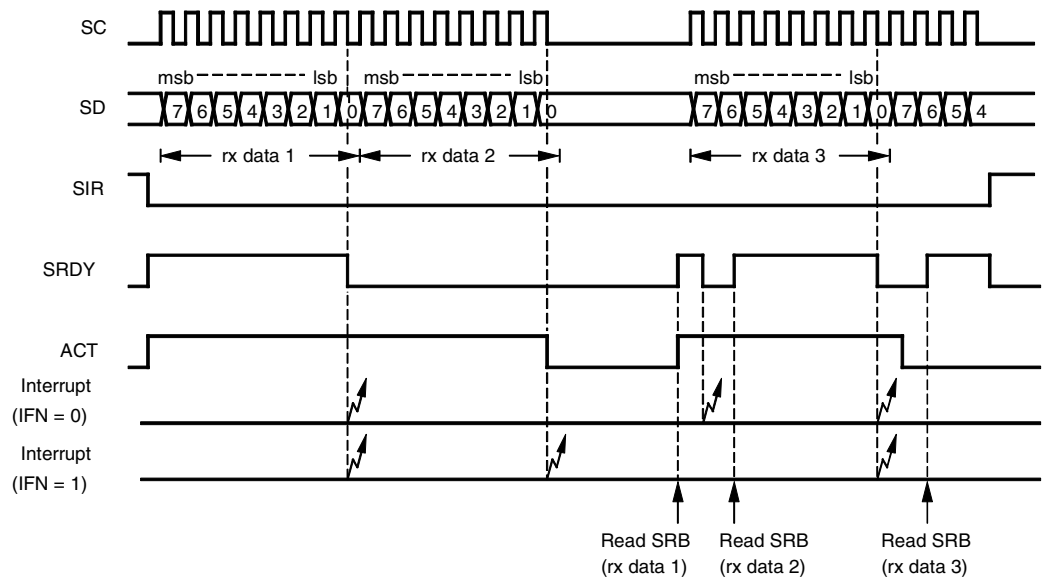 SC
msb lsb msb lsb msb lsb
SD 7 6 5 4 3 2 1 0 7 6 5 4 3 2 1 0 7 6 5 4 3 2 1 0 7 6 5 4
rx data 1 rx data 2 rx data 3
SIR
SRDY
ACT
Interrupt
(IFN = 0)
Interrupt
(IFN = 1)
Read SRB Read SRB Read SRB
(rx data 1) (rx data 2) (rx data 3)